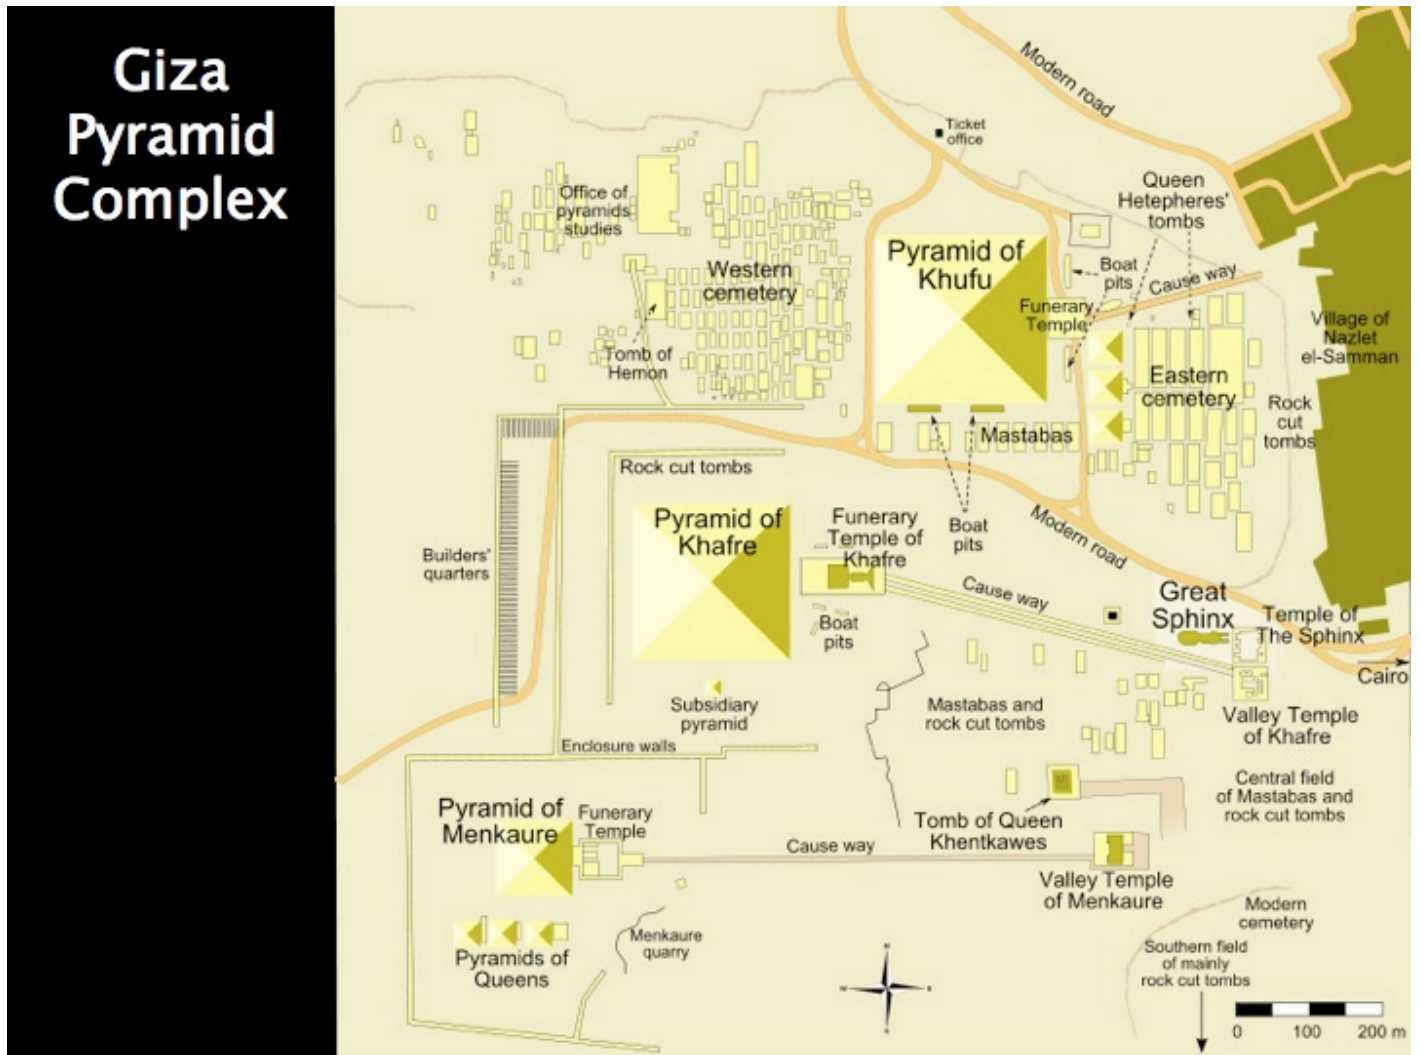 Giza
Pyramid
Complex
Modern road
Ticket
office
Queen
Hetepheres'
tombs
Office of
pyramids
studies
Pyramid of
Khufu
Boat
pits
Cause way
Western
cemetery
Funerary
Temple
Village of
Nazlet
el-Samman
Tomb of
Hemon
Eastern
cemetery
Rock
cut
tombs
Mastabas
Rock cut tombs
Pyramid of
Khafre
Funerary
Temple of
Khafre
Boat
pits
Modern road
Builders'
quarters
Cause way
Great
Sphinx
Temple of
The Sphinx
Boat
pits
Cairo
Subsidiary
pyramid
Mastabas and
rock cut tombs
Valley Temple
of Khafre
Enclosure walls
Central field
of Mastabas and
rock cut tombs
Pyramid of
Menkaure
Funerary
Temple
Tomb of Queen
Khentkawes
Cause way
Valley Temple
of Menkaure
Modern
cemetery
Menkaure
quarry
Pyramids of
Queens
Southern field
of mainly
rock cut tombs
N
W
E
S
0 100 200 m